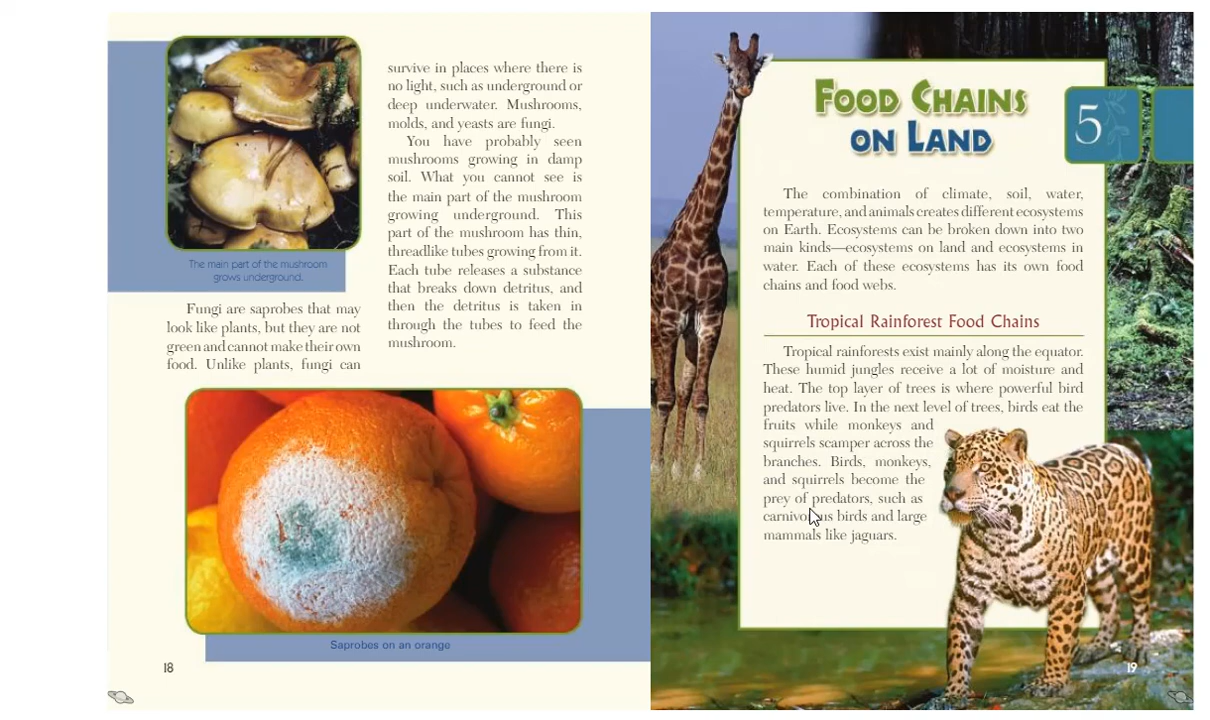 The main part of the mushroom
grows underground.
Fungi are saprobes that may
look like plants, but they are not
green and cannot make their own
food. Unlike plants, fungi can
survive in places where there is
no light, such as underground or
deep underwater. Mushrooms,
molds, and yeasts are fungi.
You have probably seen
mushrooms growing in damp
soil. What you cannot see is
the main part of the mushroom
growing underground. This
part of the mushroom has thin,
threadlike tubes growing from it.
Each tube releases a substance
that breaks down detritus, and
then the detritus is taken in
through the tubes to feed the
mushroom.
Saprobes on an orange
18
FOOD CHAINS
ON LAND
5
The combination of climate, soil, water,
temperature, and animals creates different ecosystems
on Earth. Ecosystems can be broken down into two
main kinds—ecosystems on land and ecosystems in
water. Each of these ecosystems has its own food
chains and food webs.
Tropical Rainforest Food Chains
Tropical rainforests exist mainly along the equator.
These humid jungles receive a lot of moisture and
heat. The top layer of trees is where powerful bird
predators live. In the next level of trees, birds eat the
fruits while monkeys and
squirrels scamper across the
branches. Birds, monkeys,
and squirrels become the
prey of predators, such as
carnivorous birds and large
mammals like jaguars.
19